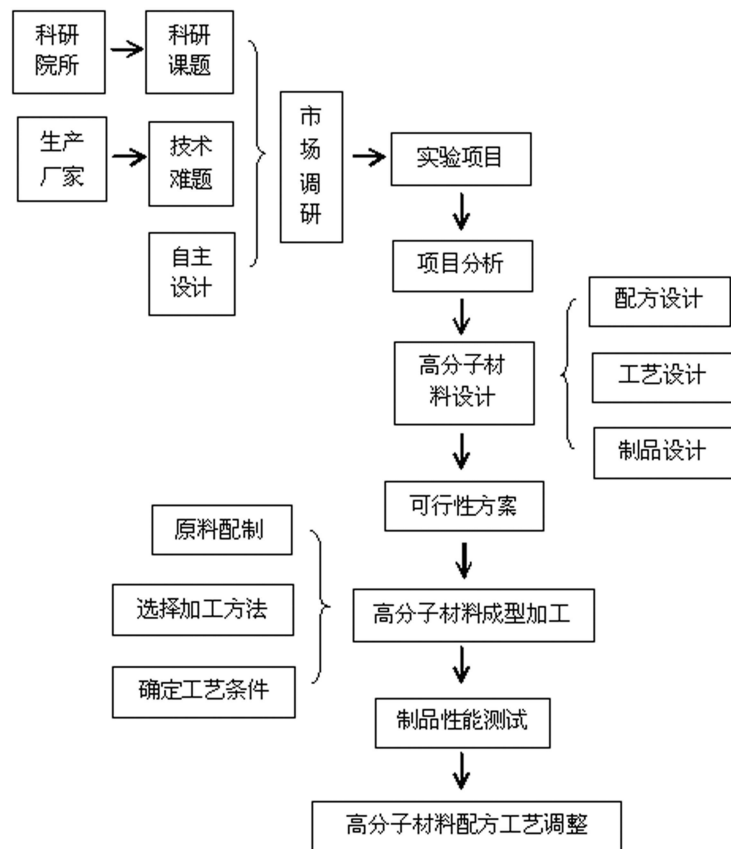 科研
院所
科研
课题
生产
厂家
技术
难题
自主
设计
市
场
调
研
实验项目
项目分析
高分子材
料设计
配方设计
工艺设计
制品设计
可行性方案
原料配制
选择加工方法
确定工艺条件
高分子材料成型加工
制品性能测试
高分子材料配方工艺调整